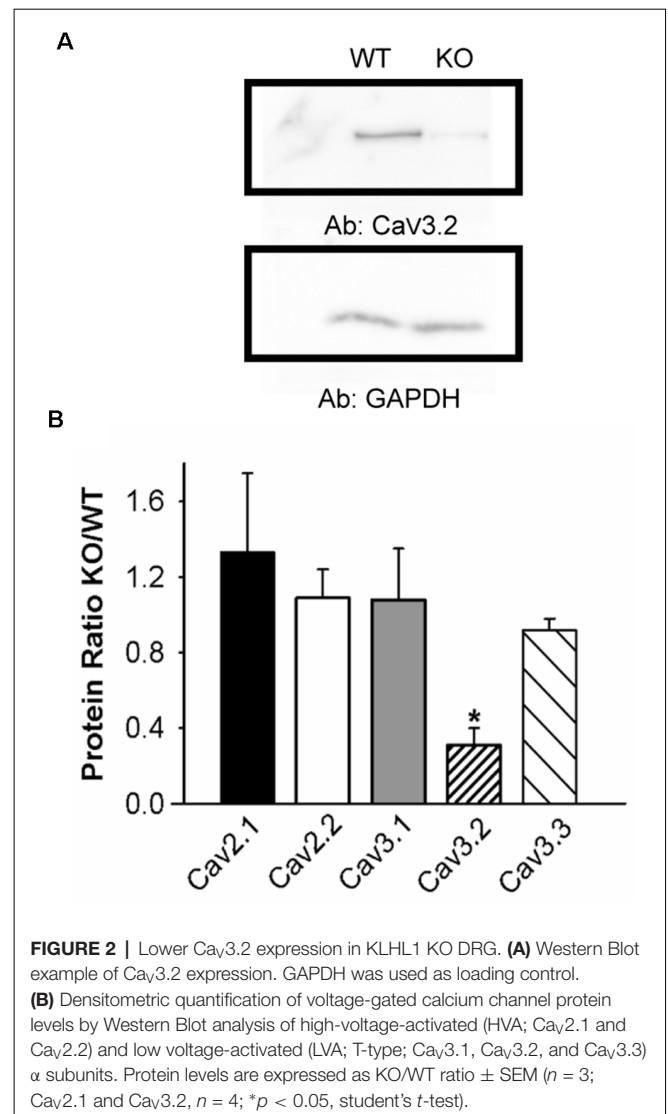 A
WT KO
Ab: CaV3.2
Ab: GAPDH
B
Protein Ratio KO/WT
1.6
1.2
0.8
0.4
0.0
*
Cav2.1 Cav2.2 Cav3.1 Cav3.2 Cav3.3
FIGURE 2 | Lower CaV3.2 expression in KLHL1 KO DRG. (A) Western Blot
example of CaV3.2 expression. GAPDH was used as loading control.
(B) Densitometric quantification of voltage-gated calcium channel protein
levels by Western Blot analysis of high-voltage-activated (HVA; CaV2.1 and
CaV2.2) and low voltage-activated (LVA; T-type; CaV3.1, CaV3.2, and CaV3.3)
α subunits. Protein levels are expressed as KO/WT ratio ± SEM (n = 3;
CaV2.1 and CaV3.2, n = 4; *p < 0.05, student's t-test).